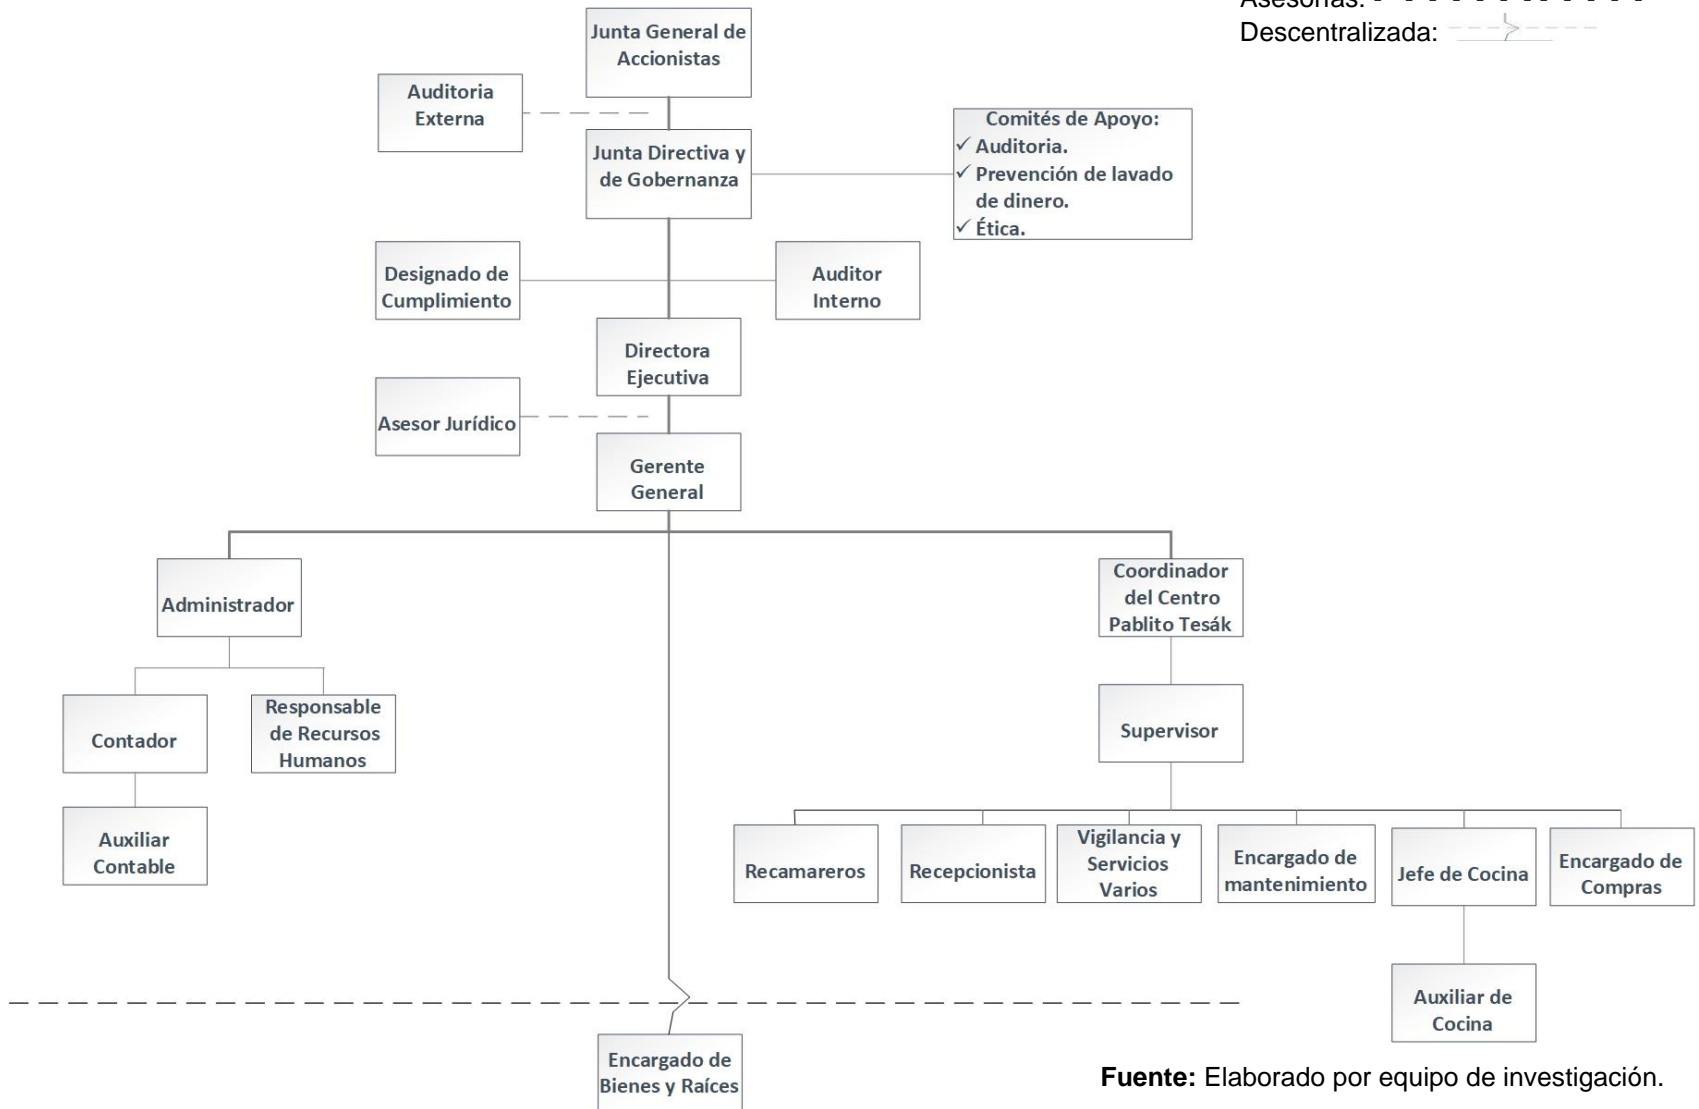 Asesorías:
Descentralizada:
Junta General de
Accionistas
Auditoria
Externa
Comités de Apoyo:
✓ Auditoria.
✓ Prevención de lavado
de dinero.
✓ Ética.
Junta Directiva y
de Gobernanza
Designado de
Cumplimiento
Auditor
Interno
Directora
Ejecutiva
Asesor Jurídico
Gerente
General
Administrador
Coordinador
del Centro
Pablito Tesák
Contador
Responsable
de Recursos
Humanos
Supervisor
Auxiliar
Contable
Recamareros
Recepcionista
Vigilancia y
Servicios
Varios
Encargado de
mantenimiento
Jefe de Cocina
Encargado de
Compras
Auxiliar de
Cocina
Encargado de
Bienes y Raíces
Fuente: Elaborado por equipo de investigación.